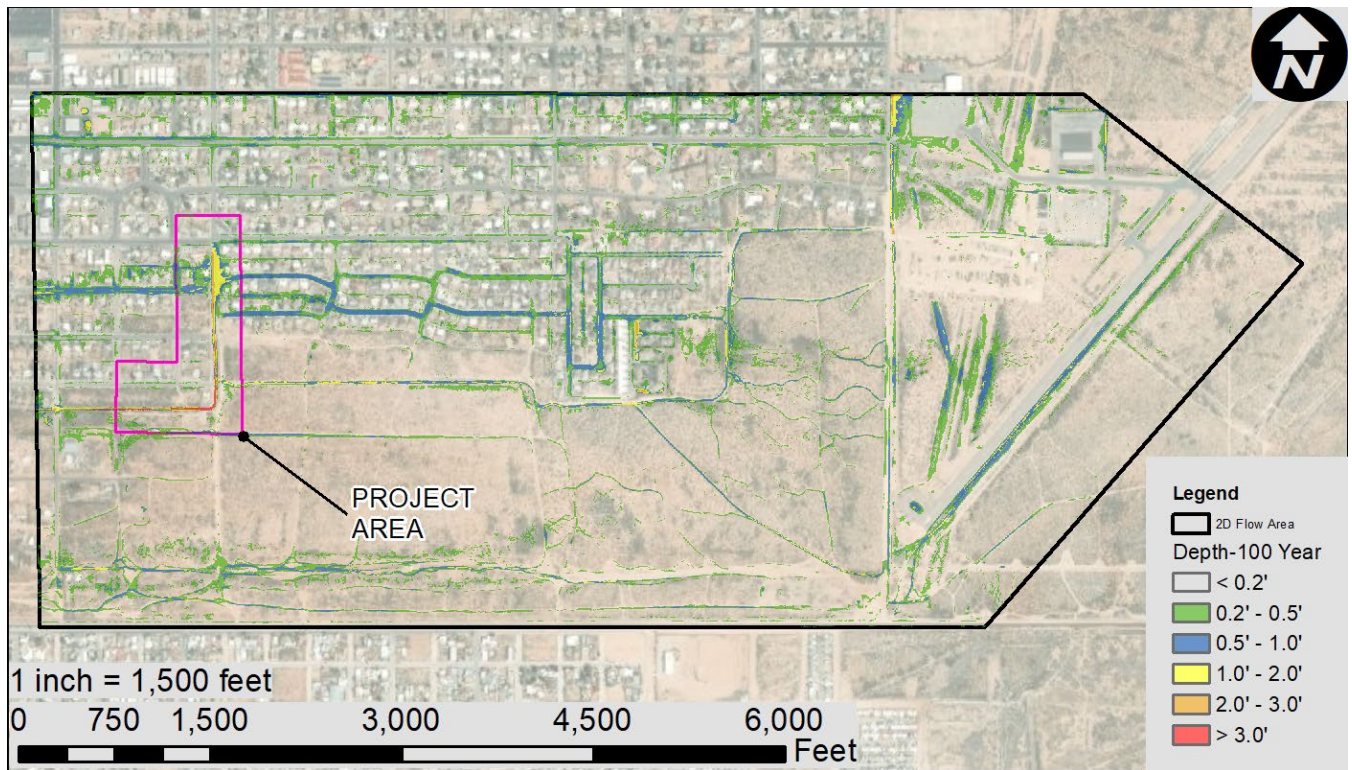 N
PROJECT
AREA
Legend
2D Flow Area
Depth-100 Year
< 0.2'
0.2' - 0.5'
0.5' - 1.0'
1.0' - 2.0'
2.0' - 3.0'
> 3.0'
1 inch = 1,500 feet
0 750 1,500 3,000 4,500 6,000
Feet